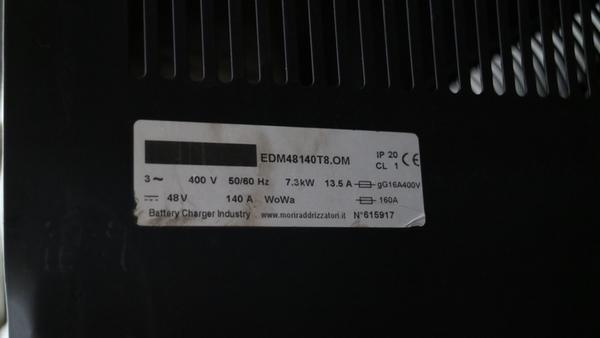 EDM48140T8.OM IP 20 CE
CL 1
3~ 400 V 50/60 Hz 7.3kW 13.5 A gG16A400V
48V 140 A WoWa 160A
Battery Charger Industry www.moriraddrizzatori.it N°615917